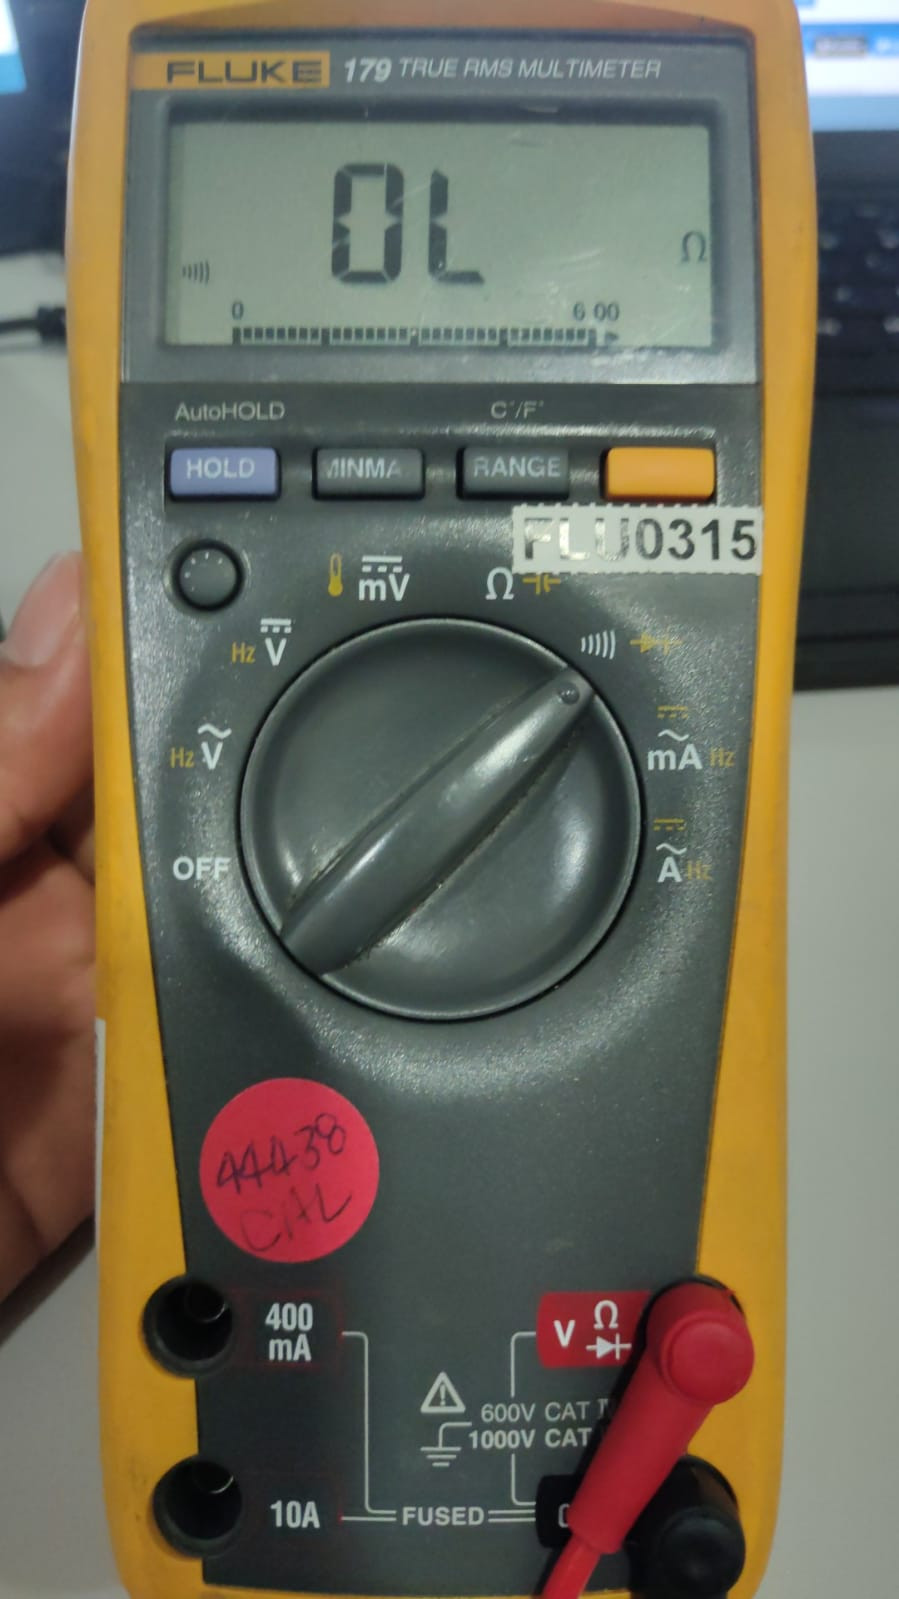 FLUKE 179 TRUE RMS MULTIMETER
OL
Ω
0 6 00
AutoHOLD C°/F°
HOLD MINMA RANGE
FLU0315
mV Ω
Hz V
Hz V mA Hz
OFF A Hz
44438
CAL
400
mA
V Ω
600V CAT
1000V CAT
10A FUSED